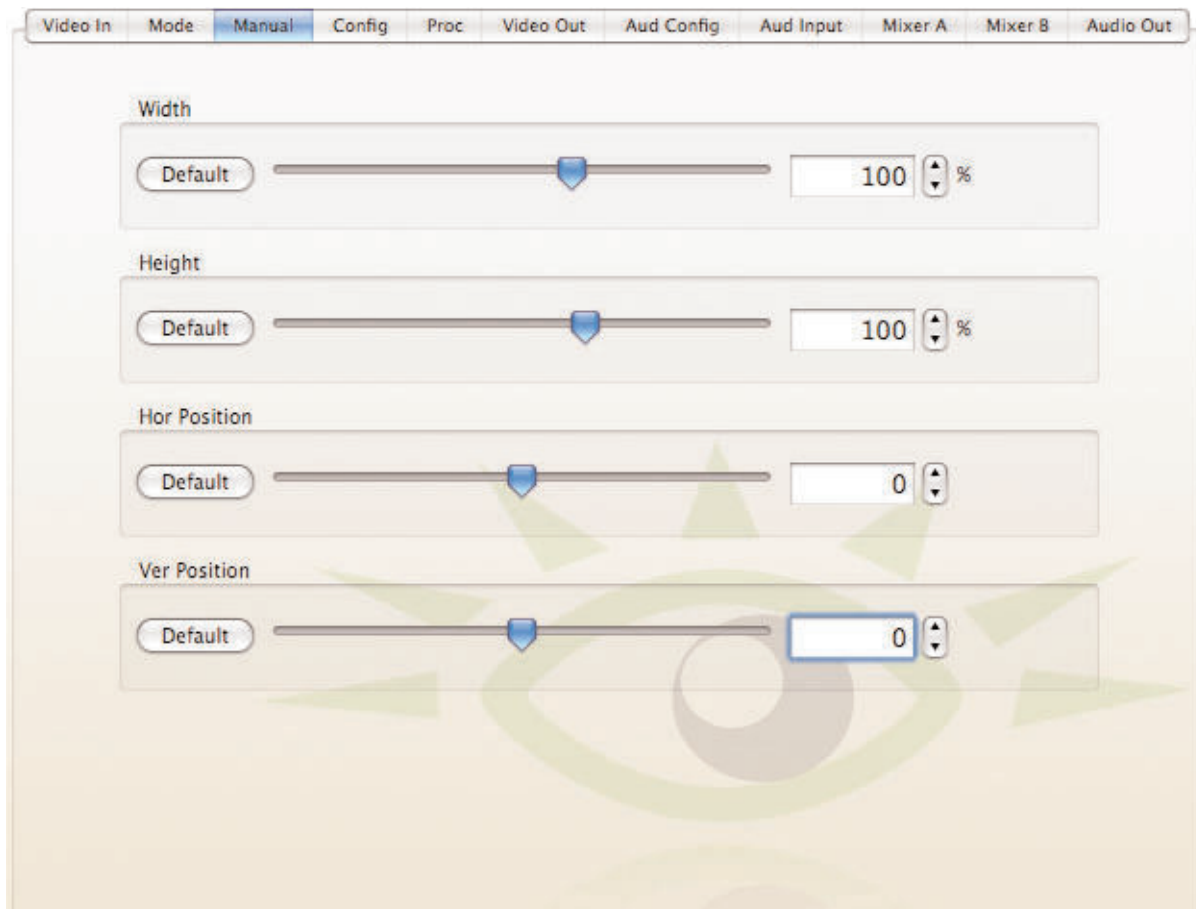 Video In Mode Manual Config Proc Video Out Aud Config Aud Input Mixer A Mixer B Audio Out
Width
Default 100 %
Height
Default 100 %
Hor Position
Default 0
Ver Position
Default 0